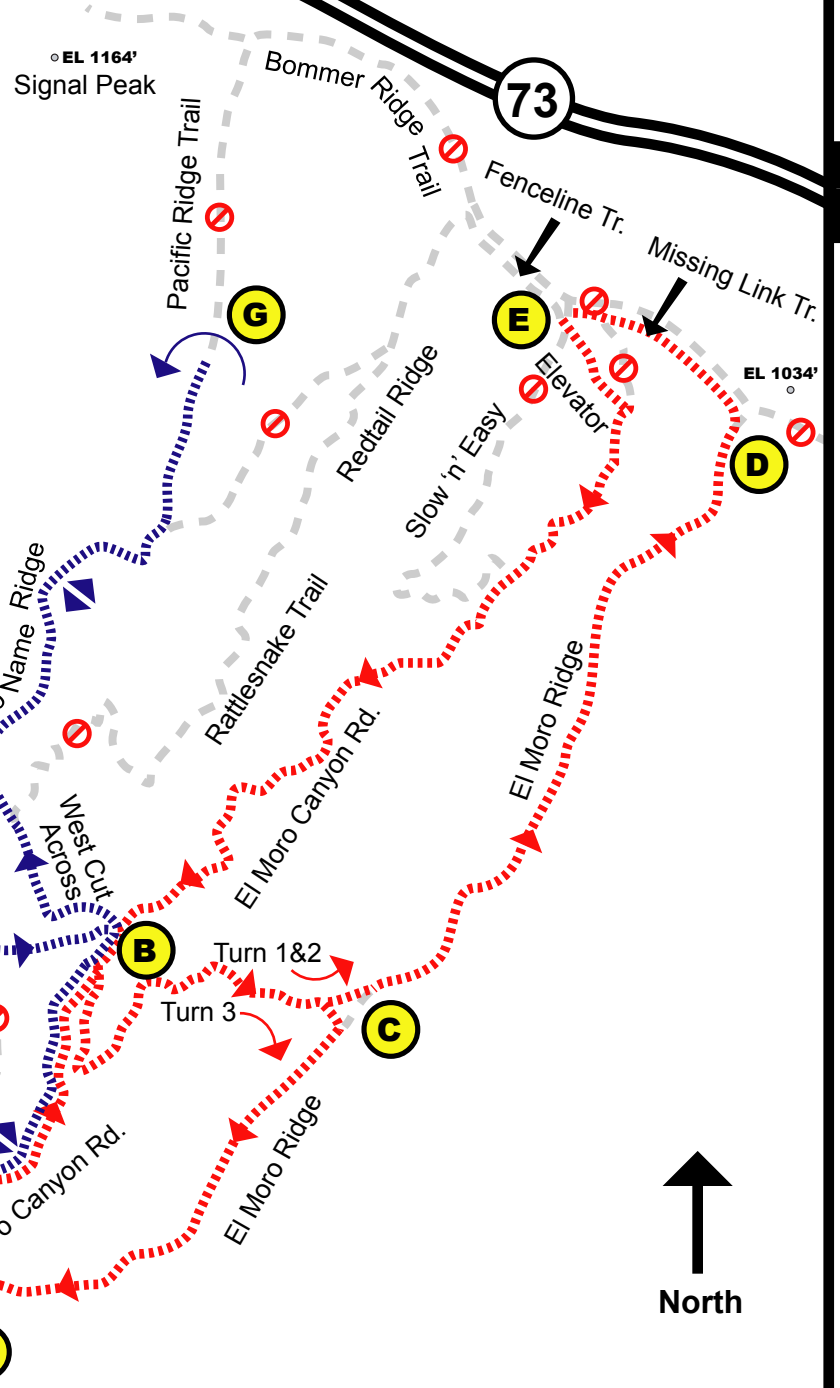 EL 1164’
Signal Peak
Bommer Ridge Trail
73
Pacific Ridge Trail
Fenceline Tr.
Missing Link Tr.
G
E
EL 1034’
Elevator
Redtail Ridge
Slow ‘n’ Easy
D
Name Ridge
Rattlesnake Trail
El Moro Ridge
El Moro Canyon Rd.
West Cut
Across
B
Turn 1&2
Turn 3
C
El Moro Ridge
o Canyon Rd.
North